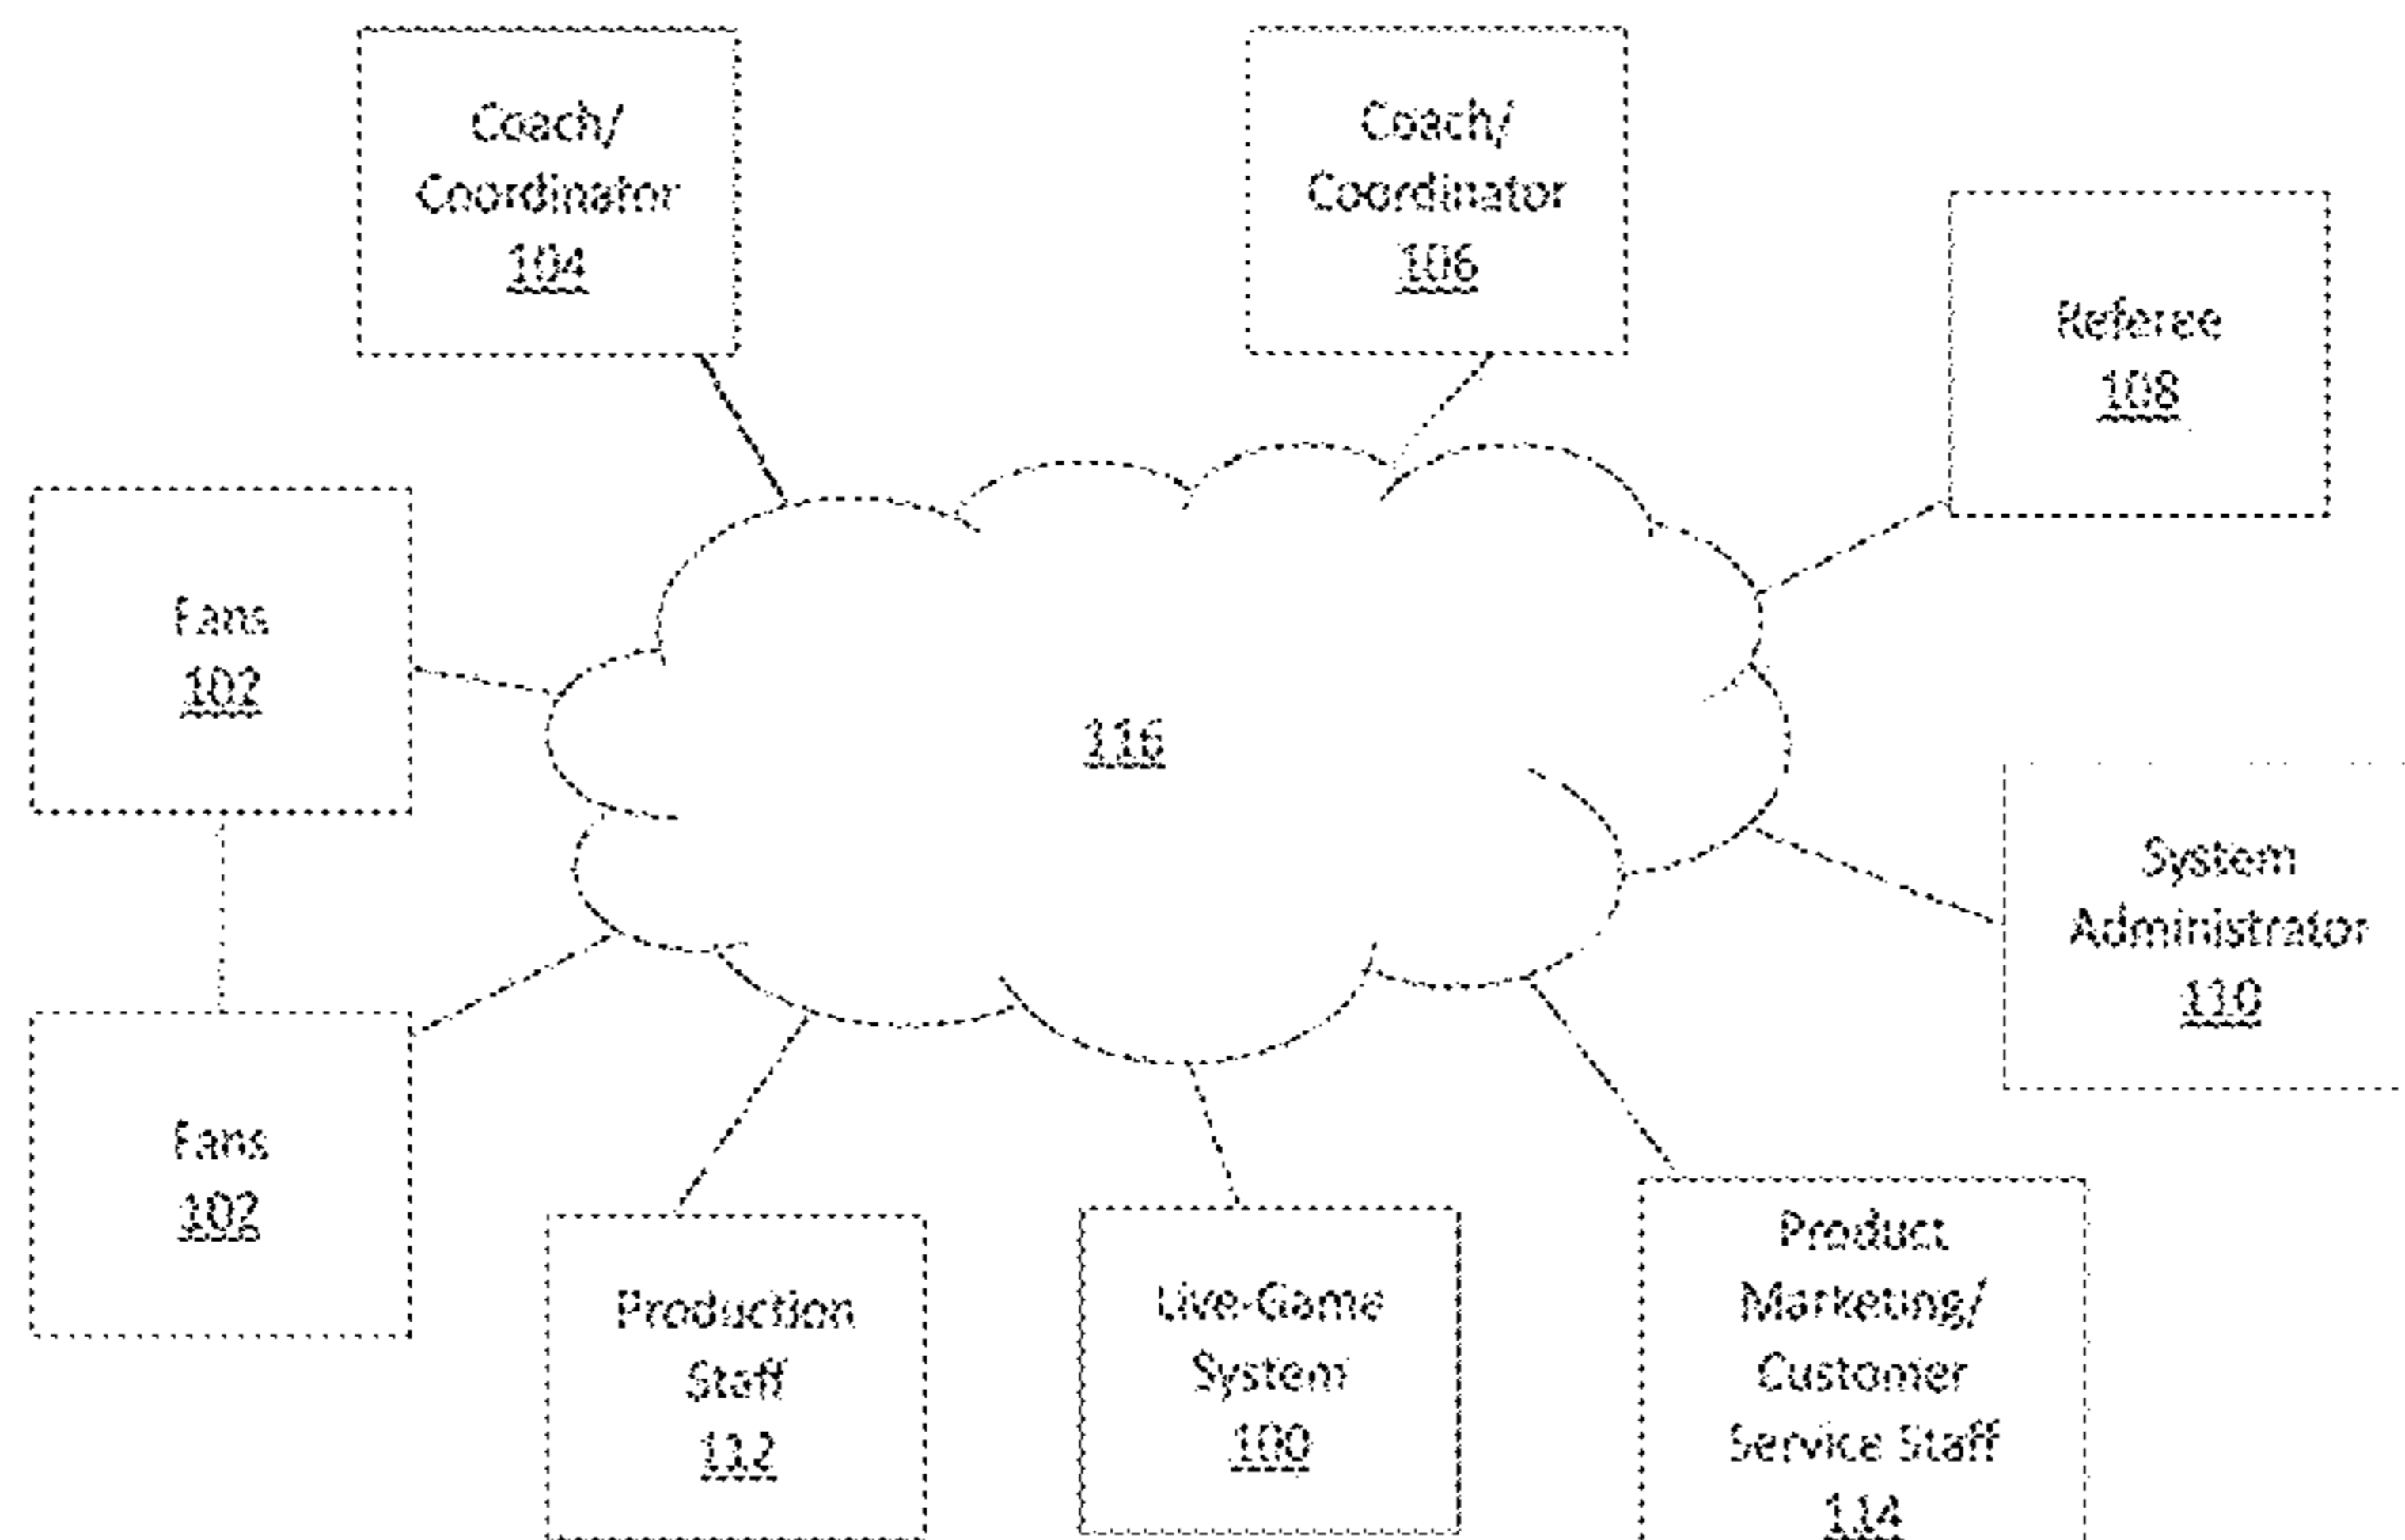 Coach/
Coordinator
104
Coach/
Coordinator
106
Referee
108
Fans
102
116
System
Administrator
110
Fans
102
Production
Staff
112
Live-Game
System
100
Product
Marketing/
Customer
Service Staff
114